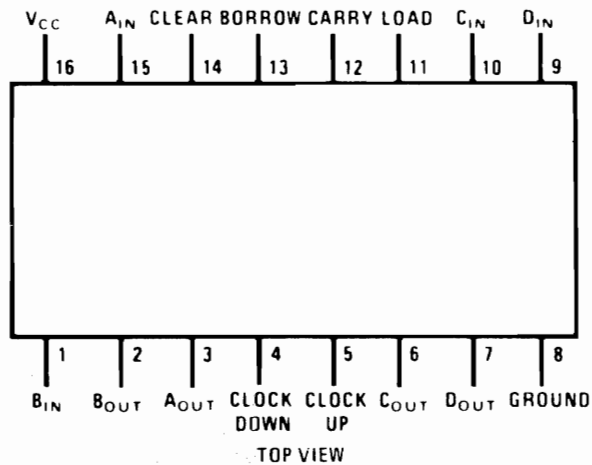 VCC AIN CLEAR BORROW CARRY LOAD CIN DIN
16 15 14 13 12 11 10 9
1 2 3 4 5 6 7 8
BIN BOUT AOUT CLOCK CLOCK COUT DOUT GROUND
DOWN UP
TOP VIEW